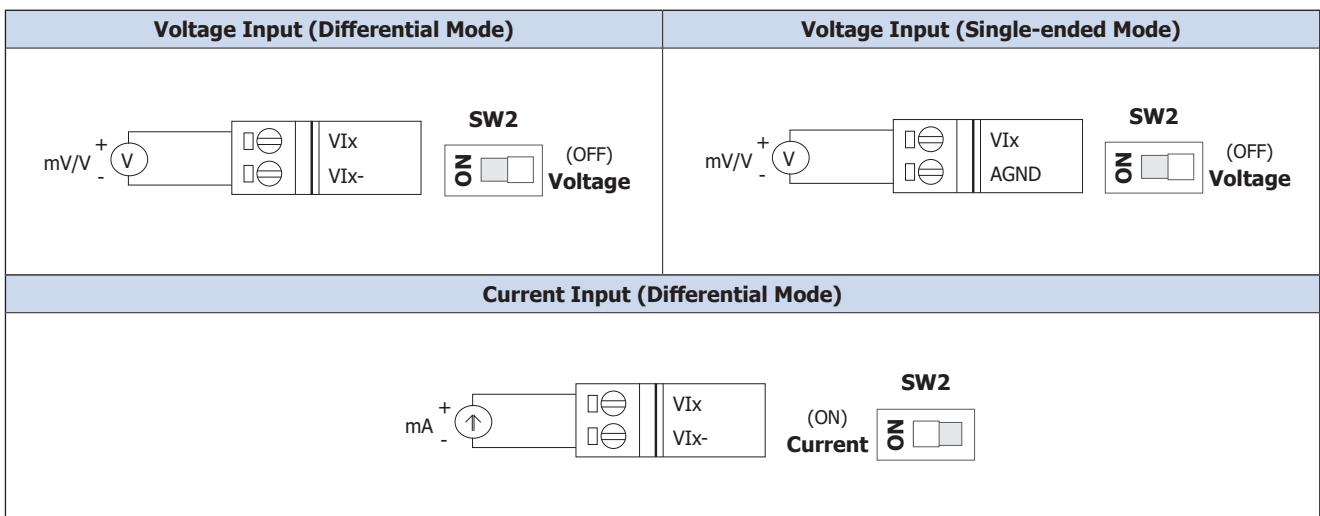 Voltage Input (Differential Mode)
Voltage Input (Single-ended Mode)
mV/V
+
-
V
VIx
VIx-
SW2
ON
(OFF)
Voltage
mV/V
+
-
V
VIx
AGND
SW2
ON
(OFF)
Voltage
Current Input (Differential Mode)
mA
+
-
VIx
VIx-
SW2
(ON)
Current
ON